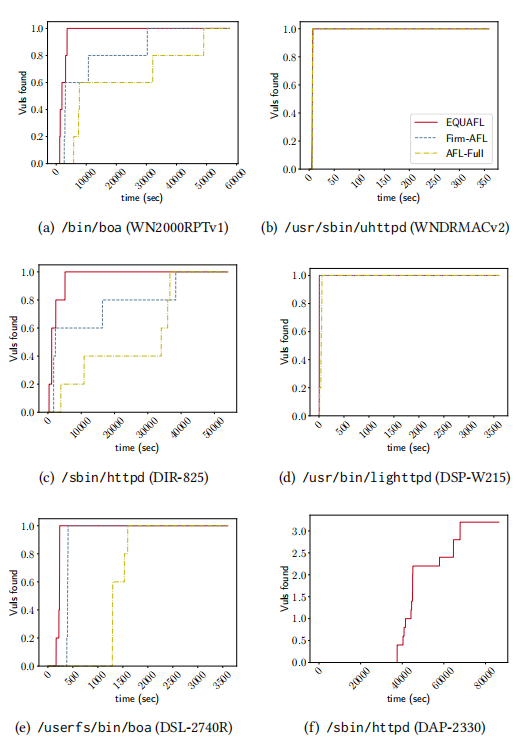 Vuls found
1.0
0.8
0.6
0.4
0.2
0.0
0 10000 20000 30000 40000 50000 60000
time (sec)
(a) /bin/boa (WN2000RPTv1)
Vuls found
1.0
0.8
0.6
0.4
0.2
0.0
EQUAFL
Firm-AFL
AFL-Full
0 50 100 150 200 250 300 350
time (sec)
(b) /usr/sbin/uhttpd (WNDRMACv2)
Vuls found
1.0
0.8
0.6
0.4
0.2
0.0
0 10000 20000 30000 40000 50000
time (sec)
(c) /sbin/httpd (DIR-825)
Vuls found
1.0
0.8
0.6
0.4
0.2
0.0
0 500 1000 1500 2000 2500 3000 3500
time (sec)
(d) /usr/bin/lighttpd (DSP-W215)
Vuls found
1.0
0.8
0.6
0.4
0.2
0.0
0 500 1000 1500 2000 2500 3000 3500
time (sec)
(e) /userfs/bin/boa (DSL-2740R)
Vuls found
3.0
2.5
2.0
1.5
1.0
0.5
0.0
0 20000 40000 60000 80000
time (sec)
(f) /sbin/httpd (DAP-2330)